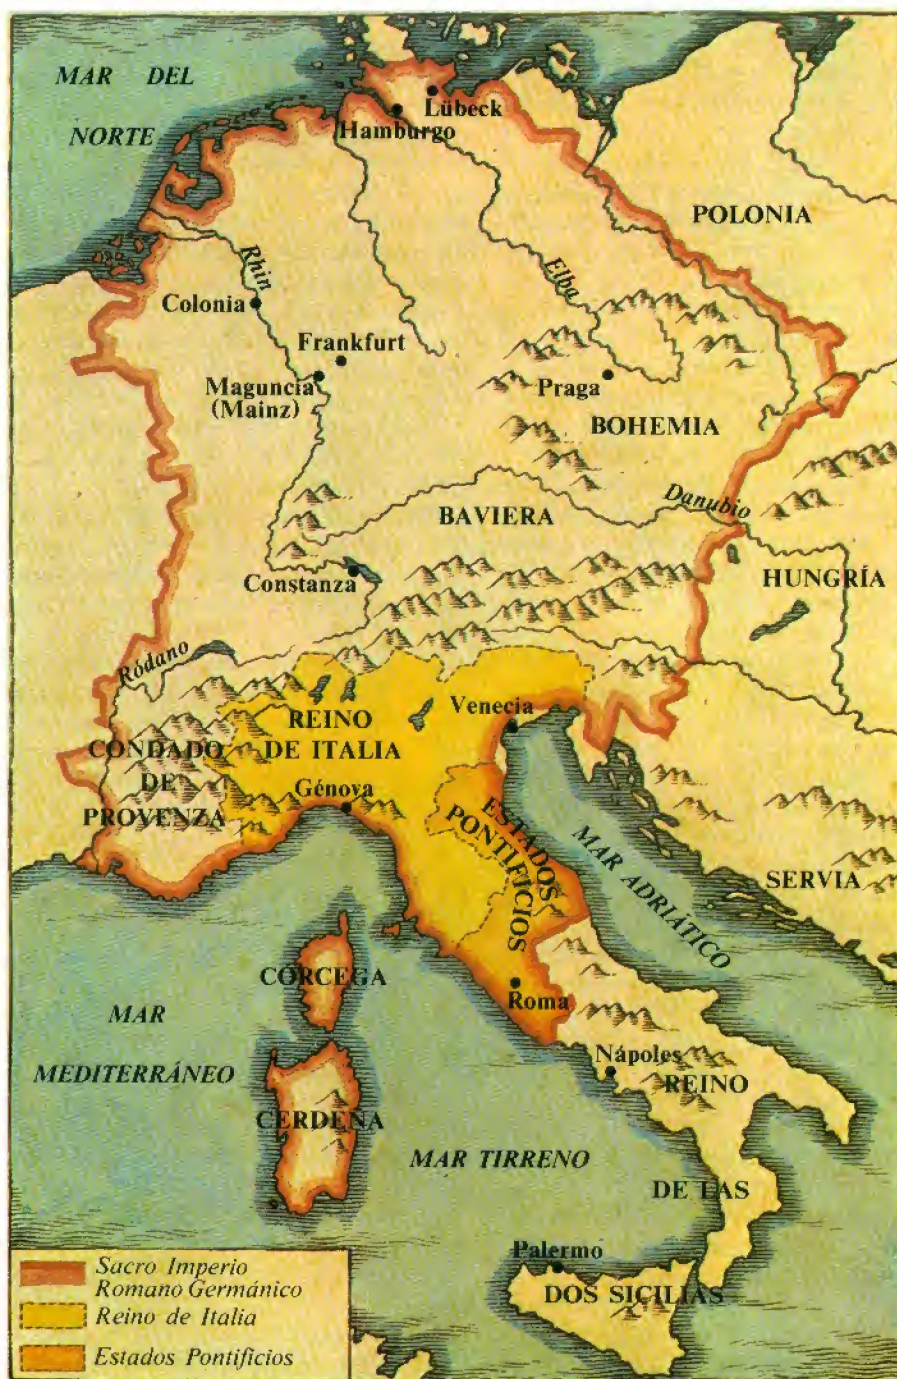 MAR DEL
NORTE
Lübeck
Hamburgo
POLONIA
Rhin
Elba
Colonia
Frankfurt
Maguncia
(Mainz)
Praga
BOHEMIA
Danubio
BAVIERA
Constanza
HUNGRÍA
Ródano
Venecia
REINO
DE ITALIA
CONDADO
DE
PROVENZA
Génova
ESTADOS
PONTIFICIOS
MAR ADRIÁTICO
SERVIA
CÓRCEGA
Roma
MAR
MEDITERRÁNEO
Nápoles
REINO
CERDEÑA
MAR TIRRENO
DE LAS
Palermo
DOS SICILIAS
Sacro Imperio
Romano Germánico
Reino de Italia
Estados Pontificios